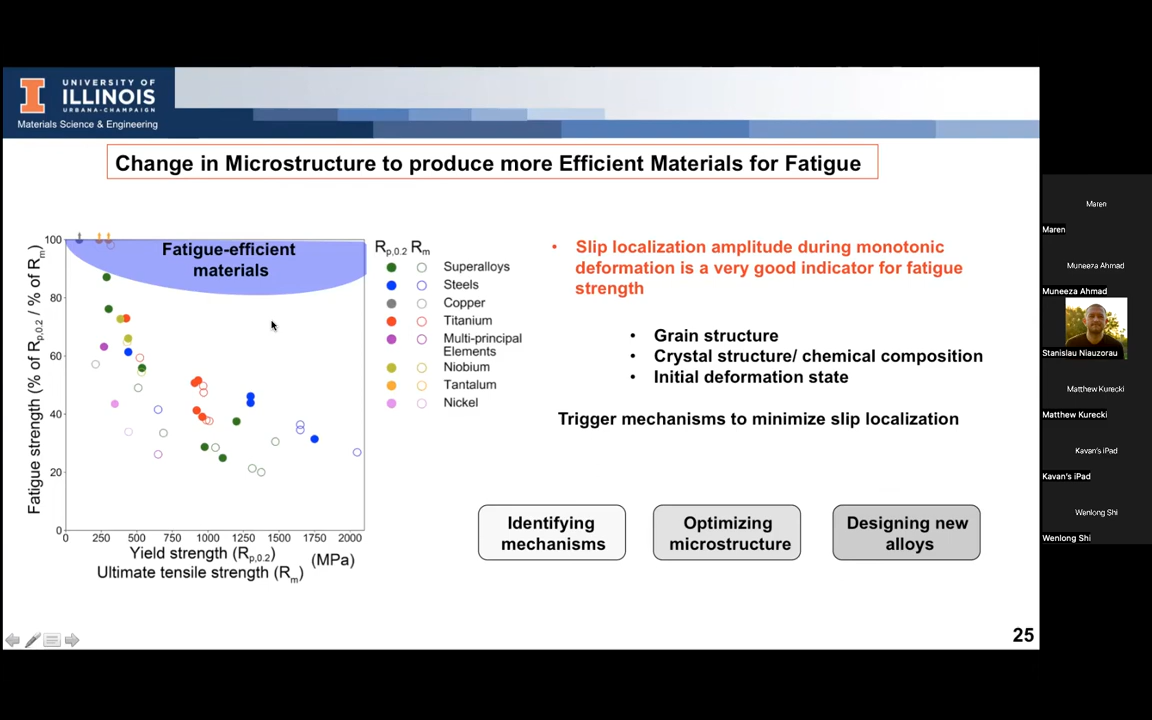 UNIVERSITY OF
ILLINOIS
URBANA-CHAMPAIGN
Materials Science & Engineering
Change in Microstructure to produce more Efficient Materials for Fatigue
Fatigue strength (% of Rp,0.2 / % of Rm)
100
80
60
40
20
0
Fatigue-efficient
materials
0 250 500 750 1000 1250 1500 1750 2000
Yield strength (Rp,0.2)
Ultimate tensile strength (Rm)
(MPa)
Rp,0.2 Rm
Superalloys
Steels
Copper
Titanium
Multi-principal
Elements
Niobium
Tantalum
Nickel
• Slip localization amplitude during monotonic
deformation is a very good indicator for fatigue
strength
• Grain structure
• Crystal structure/ chemical composition
• Initial deformation state
Trigger mechanisms to minimize slip localization
Identifying
mechanisms
Optimizing
microstructure
Designing new
alloys
25
Maren
Maren
Muneeza Ahmad
Muneeza Ahmad
Stanislau Niauzorau
Matthew Kurecki
Matthew Kurecki
Kavan's iPad
Kavan's iPad
Wenlong Shi
Wenlong Shi